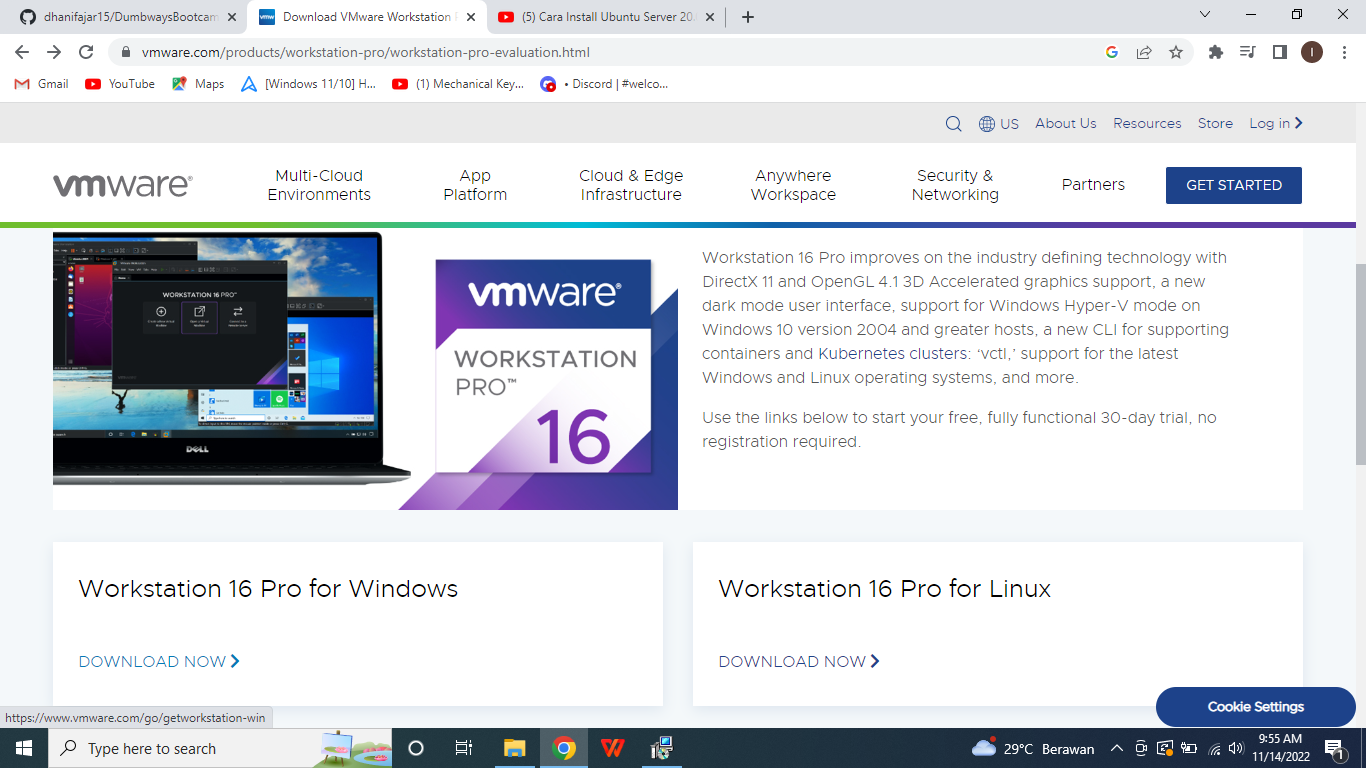 dhanifajar15/DumbwaysBootcam
Download VMware Workstation
(5) Cara Install Ubuntu Server 20.
vmware.com/products/workstation-pro/workstation-pro-evaluation.html
I
Gmail
YouTube
Maps
[Windows 11/10] H...
(1) Mechanical Key...
• Discord | #welco...
US
About Us
Resources
Store
Log in
vmware®
Multi-Cloud
Environments
App
Platform
Cloud & Edge
Infrastructure
Anywhere
Workspace
Security &
Networking
Partners
GET STARTED
WORKSTATION 16 PRO™
DELL
vmware®
WORKSTATION
PRO™
16
Workstation 16 Pro improves on the industry defining technology with
DirectX 11 and OpenGL 4.1 3D Accelerated graphics support, a new
dark mode user interface, support for Windows Hyper-V mode on
Windows 10 version 2004 and greater hosts, a new CLI for supporting
containers and Kubernetes clusters: ‘vctl,’ support for the latest
Windows and Linux operating systems, and more.
Use the links below to start your free, fully functional 30-day trial, no
registration required.
Workstation 16 Pro for Windows
DOWNLOAD NOW
Workstation 16 Pro for Linux
DOWNLOAD NOW
Cookie Settings
https://www.vmware.com/go/getworkstation-win
Type here to search
29°C Berawan
9:55 AM
11/14/2022
1